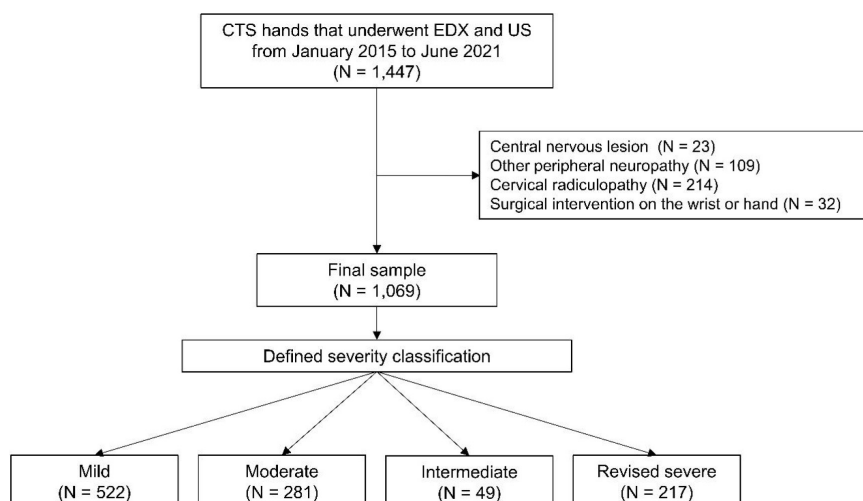 CTS hands that underwent EDX and US
from January 2015 to June 2021
(N = 1,447)
Central nervous lesion (N = 23)
Other peripheral neuropathy (N = 109)
Cervical radiculopathy (N = 214)
Surgical intervention on the wrist or hand (N = 32)
Final sample
(N = 1,069)
Defined severity classification
Mild
(N = 522)
Moderate
(N = 281)
Intermediate
(N = 49)
Revised severe
(N = 217)